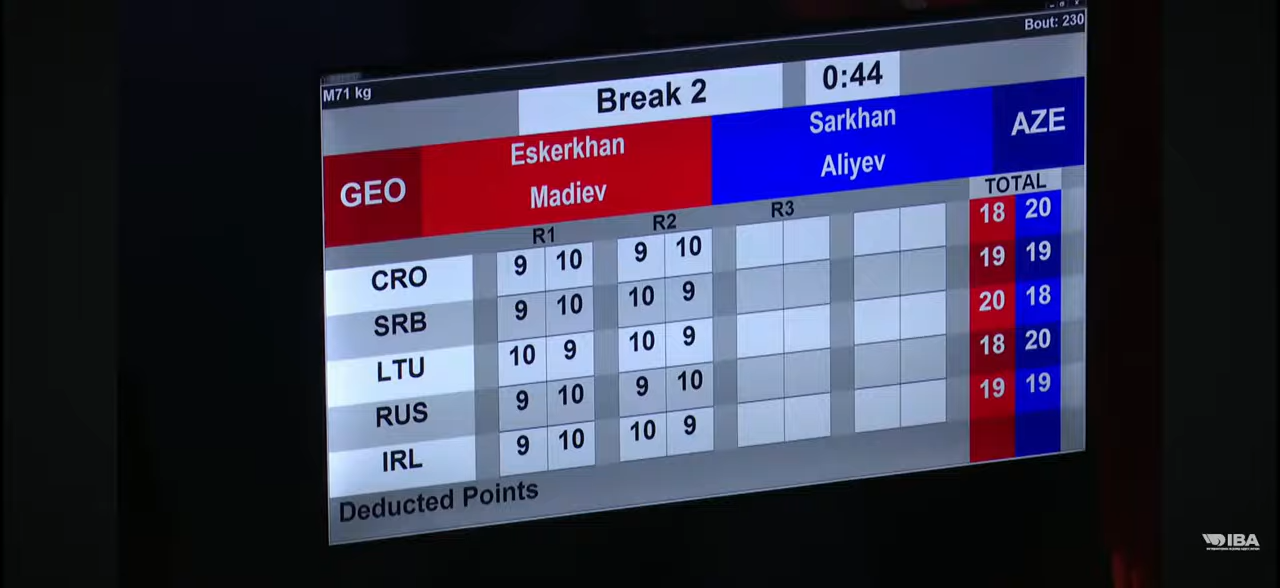 Bout: 230
M71 kg
Break 2 0:44
GEO Eskerkhan Madiev Sarkhan Aliyev AZE
R1 R2 R3 TOTAL
CRO 9 10 9 10 18 20
SRB 9 10 10 9 19 19
LTU 10 9 10 9 20 18
RUS 9 10 9 10 18 20
IRL 9 10 10 9 19 19
Deducted Points
IBA